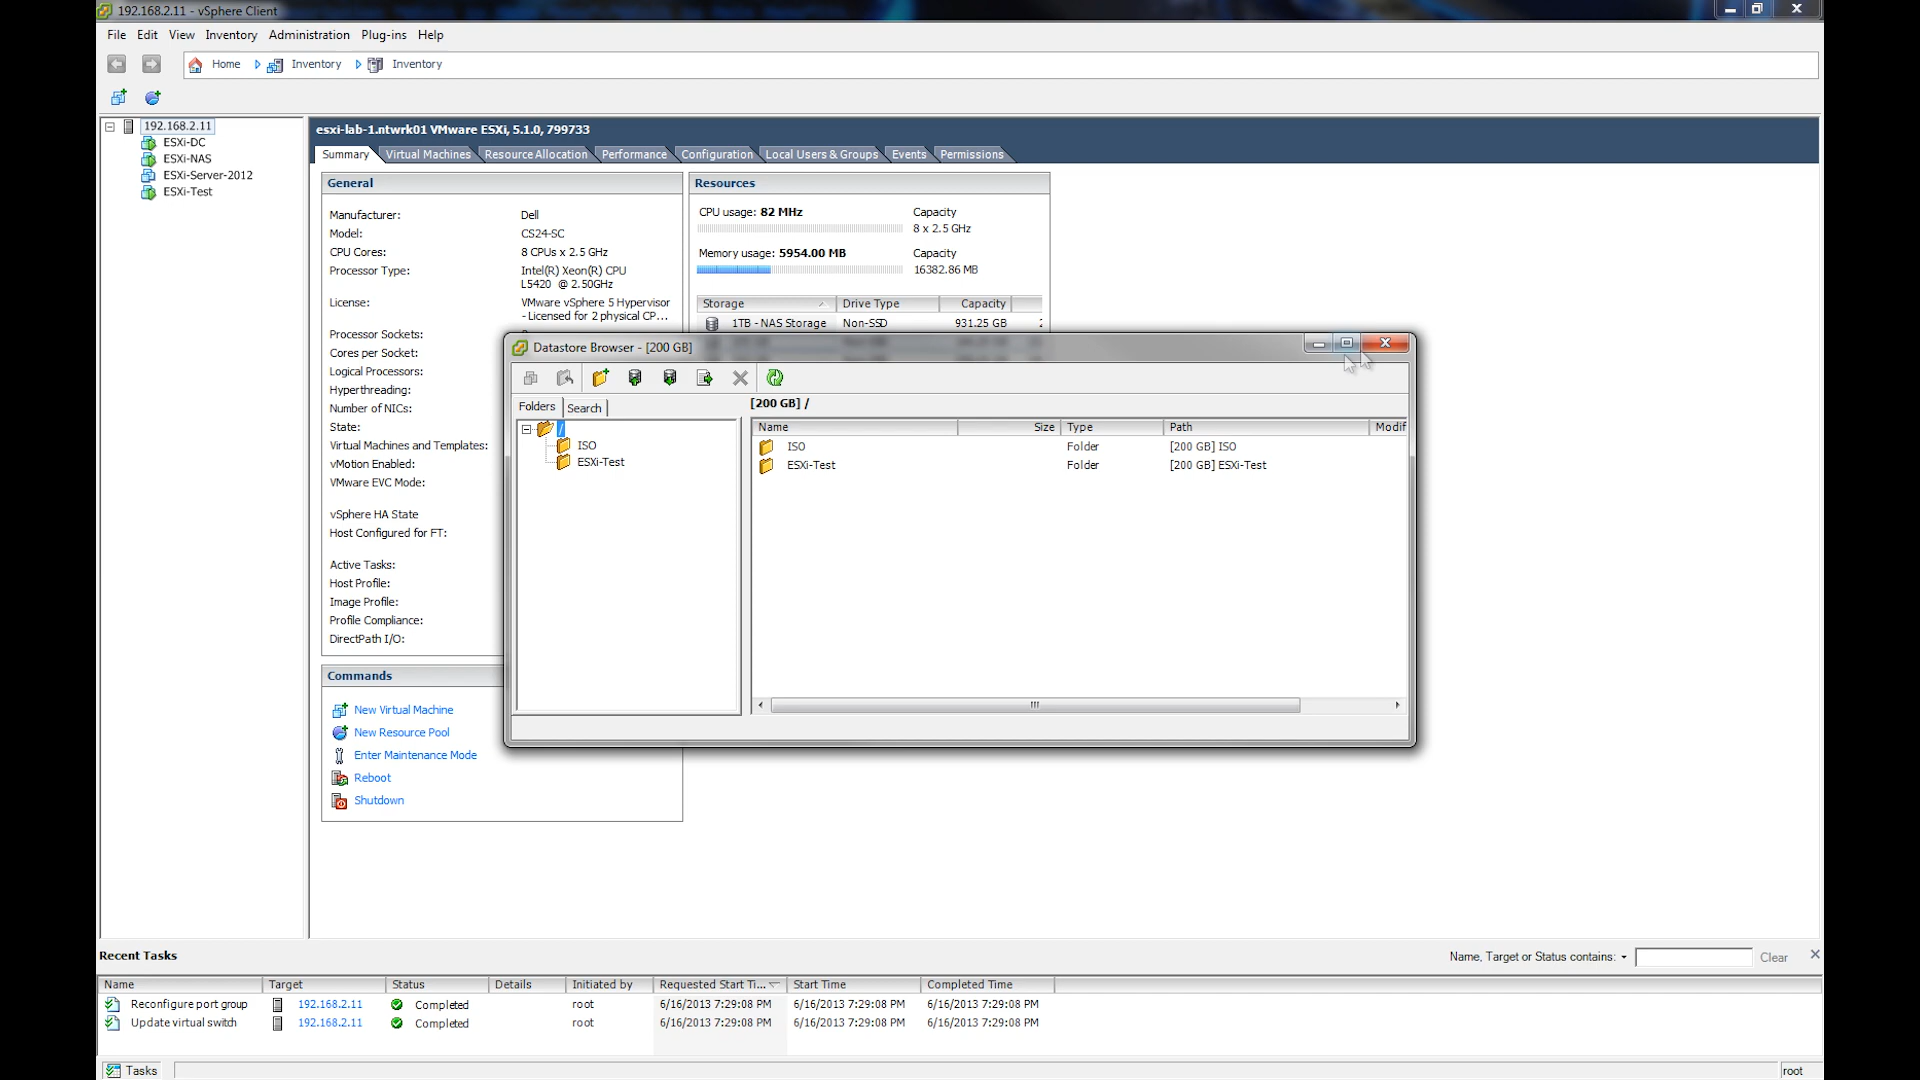 192.168.2.11 - vSphere Client
File Edit View Inventory Administration Plug-ins Help
Home Inventory Inventory
192.168.2.11
ESXi-DC
ESXi-NAS
ESXi-Server-2012
ESXi-Test
esxi-lab-1.ntwrk01 VMware ESXi, 5.1.0, 799733
Summary Virtual Machines Resource Allocation Performance Configuration Local Users & Groups Events Permissions
General
Manufacturer: Dell
Model: CS24-SC
CPU Cores: 8 CPUs x 2.5 GHz
Processor Type: Intel(R) Xeon(R) CPU
L5420 @ 2.50GHz
License: VMware vSphere 5 Hypervisor
- Licensed for 2 physical CP...
Processor Sockets:
Cores per Socket:
Logical Processors:
Hyperthreading:
Number of NICs:
State:
Virtual Machines and Templates:
vMotion Enabled:
VMware EVC Mode:
vSphere HA State
Host Configured for FT:
Active Tasks:
Host Profile:
Image Profile:
Profile Compliance:
DirectPath I/O:
Commands
New Virtual Machine
New Resource Pool
Enter Maintenance Mode
Reboot
Shutdown
Resources
CPU usage: 82 MHz Capacity
8 x 2.5 GHz
Memory usage: 5954.00 MB Capacity
16382.86 MB
Storage Drive Type Capacity
1TB - NAS Storage Non-SSD 931.25 GB
Datastore Browser - [200 GB]
Folders Search
/
ISO
ESXi-Test
[200 GB] /
Name Size Type Path Modif
ISO Folder [200 GB] ISO
ESXi-Test Folder [200 GB] ESXi-Test
Recent Tasks
Name, Target or Status contains: Clear
Name Target Status Details Initiated by Requested Start Ti... Start Time Completed Time
Reconfigure port group 192.168.2.11 Completed root 6/16/2013 7:29:08 PM 6/16/2013 7:29:08 PM 6/16/2013 7:29:08 PM
Update virtual switch 192.168.2.11 Completed root 6/16/2013 7:29:08 PM 6/16/2013 7:29:08 PM 6/16/2013 7:29:08 PM
Tasks root